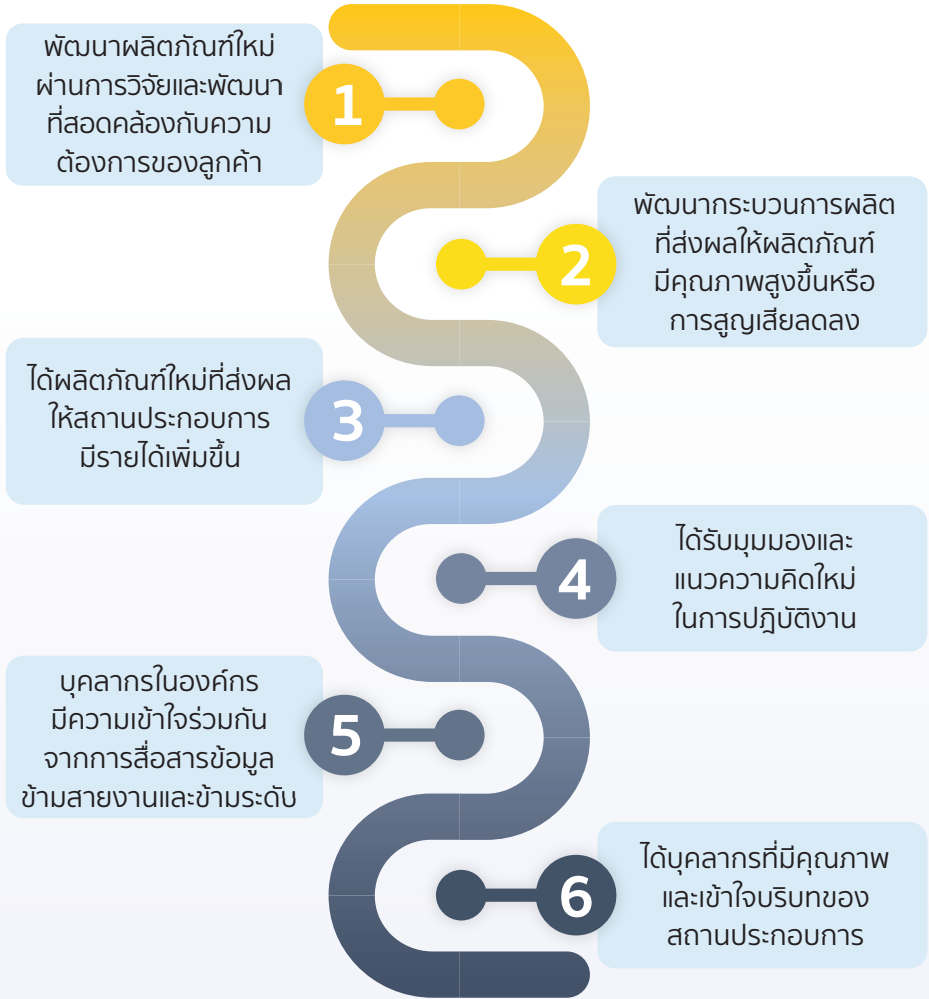 พัฒนาผลิตภัณฑ์ใหม่
ผ่านการวิจัยและพัฒนา
ที่สอดคล้องกับความ
ต้องการของลูกค้า
1
พัฒนากระบวนการผลิต
ที่ส่งผลให้ผลิตภัณฑ์
มีคุณภาพสูงขึ้นหรือ
การสูญเสียลดลง
2
ได้ผลิตภัณฑ์ใหม่ที่ส่งผล
ให้สถานประกอบการ
มีรายได้เพิ่มขึ้น
3
ได้รับมุมมองและ
แนวความคิดใหม่
ในการปฎิบัติงาน
4
บุคลากรในองค์กร
มีความเข้าใจร่วมกัน
จากการสื่อสารข้อมูล
ข้ามสายงานและข้ามระดับ
5
ได้บุคลากรที่มีคุณภาพ
และเข้าใจบริบทของ
สถานประกอบการ
6